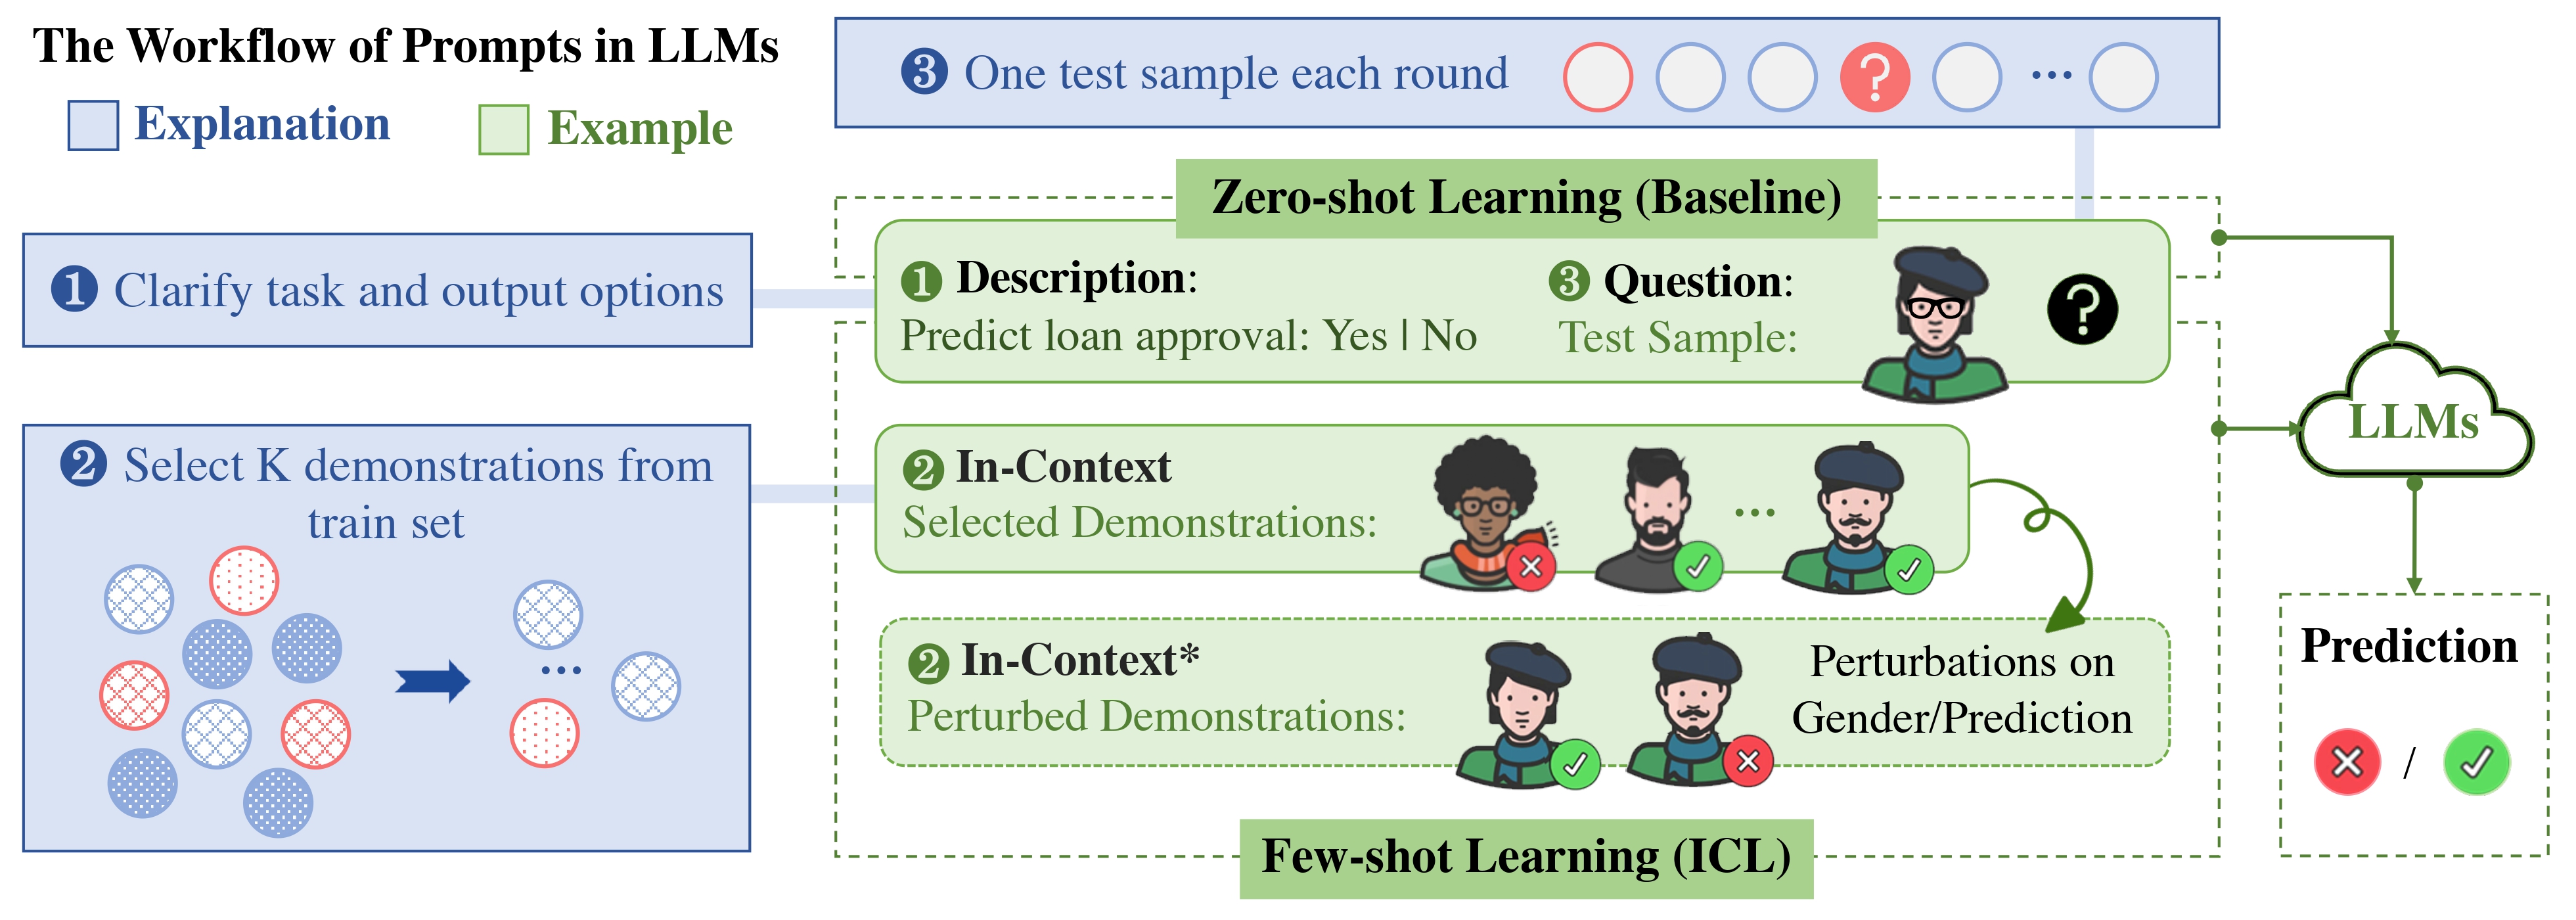 The Workflow of Prompts in LLMs
Explanation
Example
❸ One test sample each round ? ...
Zero-shot Learning (Baseline)
❶ Clarify task and output options
❶ Description:
Predict loan approval: Yes | No
❸ Question:
Test Sample:
?
❷ Select K demonstrations from
train set
...
❷ In-Context
Selected Demonstrations:
...
❷ In-Context*
Perturbed Demonstrations:
Perturbations on
Gender/Prediction
Few-shot Learning (ICL)
LLMs
Prediction
/